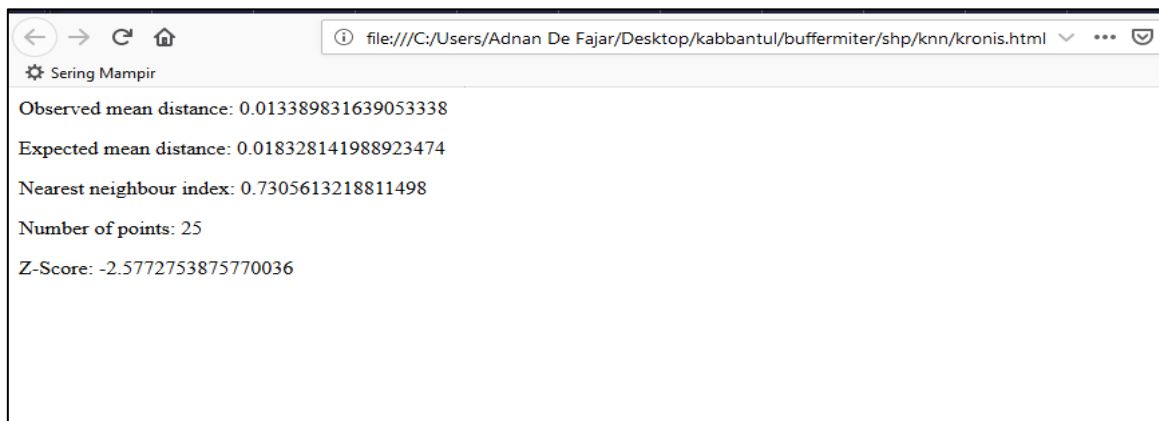 file:///C:/Users/Adnan De Fajar/Desktop/kabbantul/buffermiter/shp/knn/kronis.html
Sering Mampir
Observed mean distance: 0.013389831639053338
Expected mean distance: 0.018328141988923474
Nearest neighbour index: 0.7305613218811498
Number of points: 25
Z-Score: -2.5772753875770036